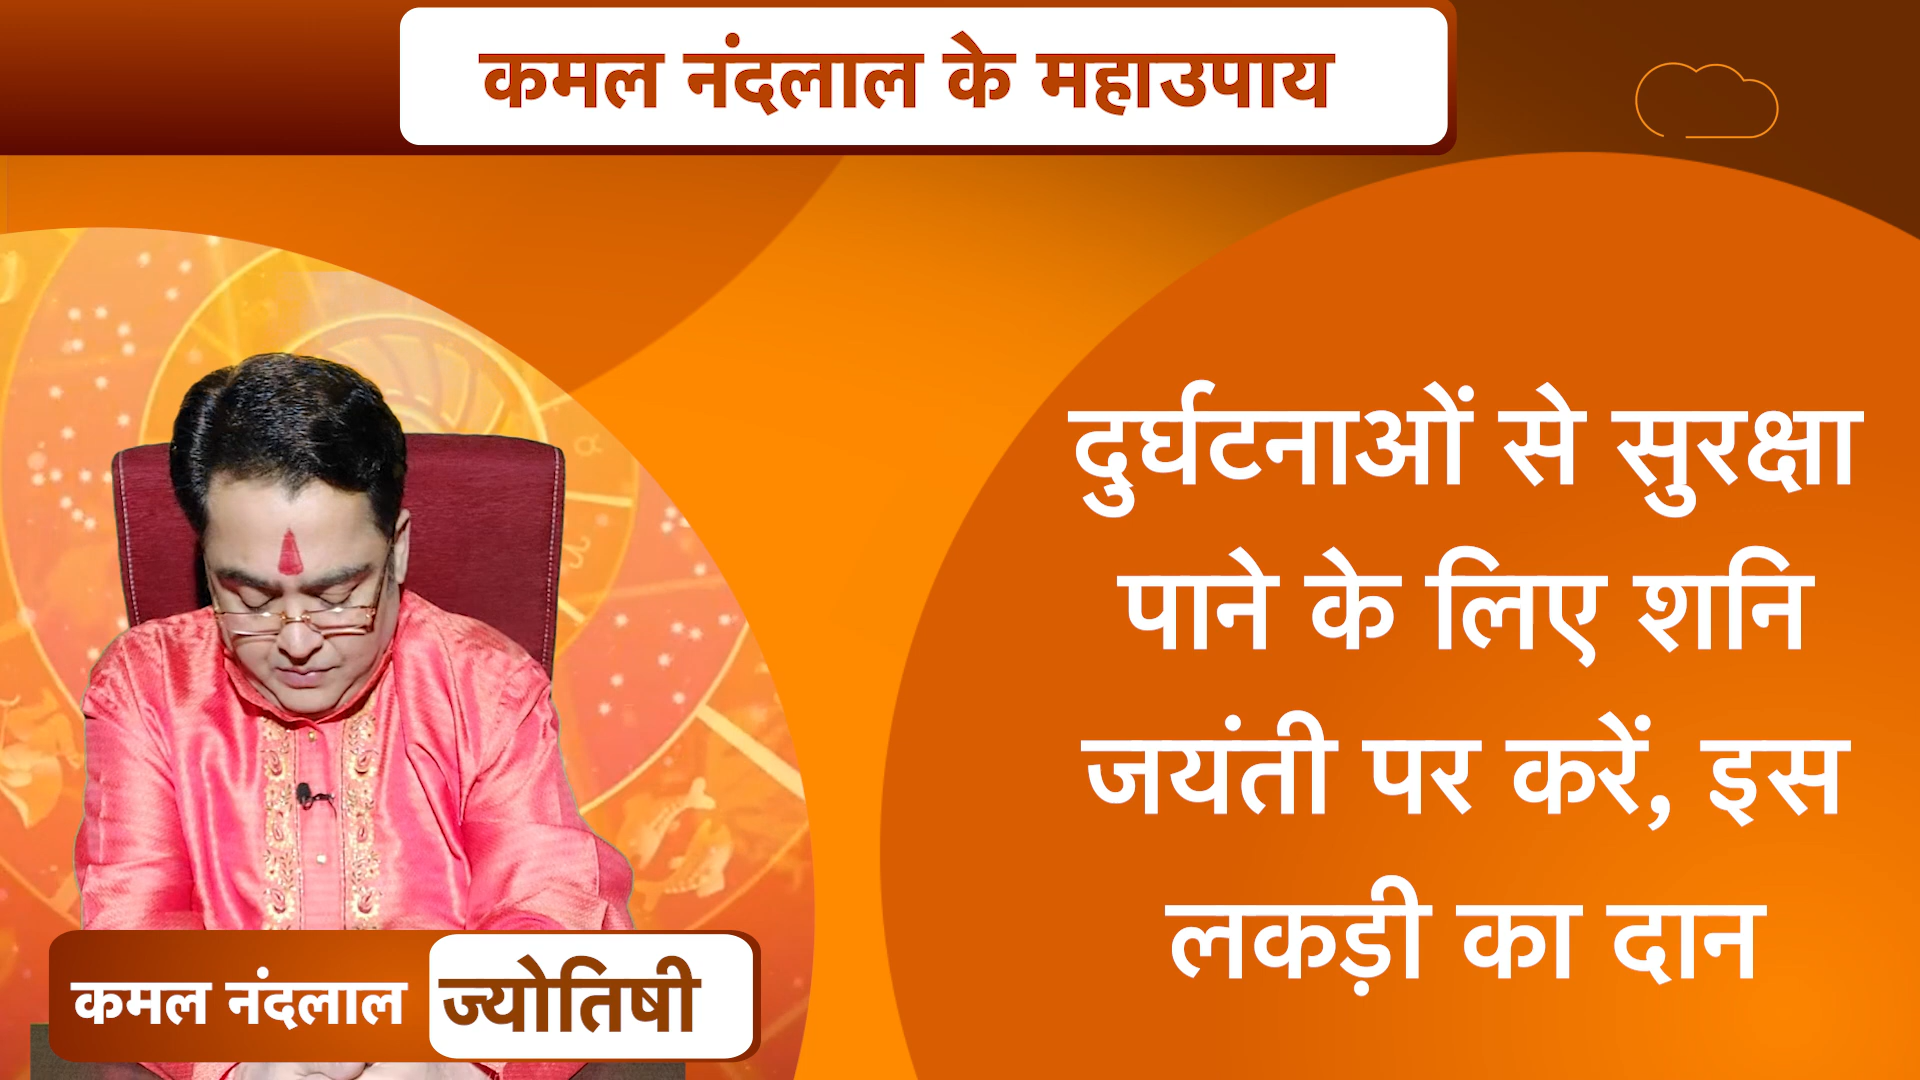 कमल नंदलाल के महाउपाय
दुर्घटनाओं से सुरक्षा
पाने के लिए शनि
जयंती पर करें, इस
लकड़ी का दान
कमल नंदलाल ज्योतिषी